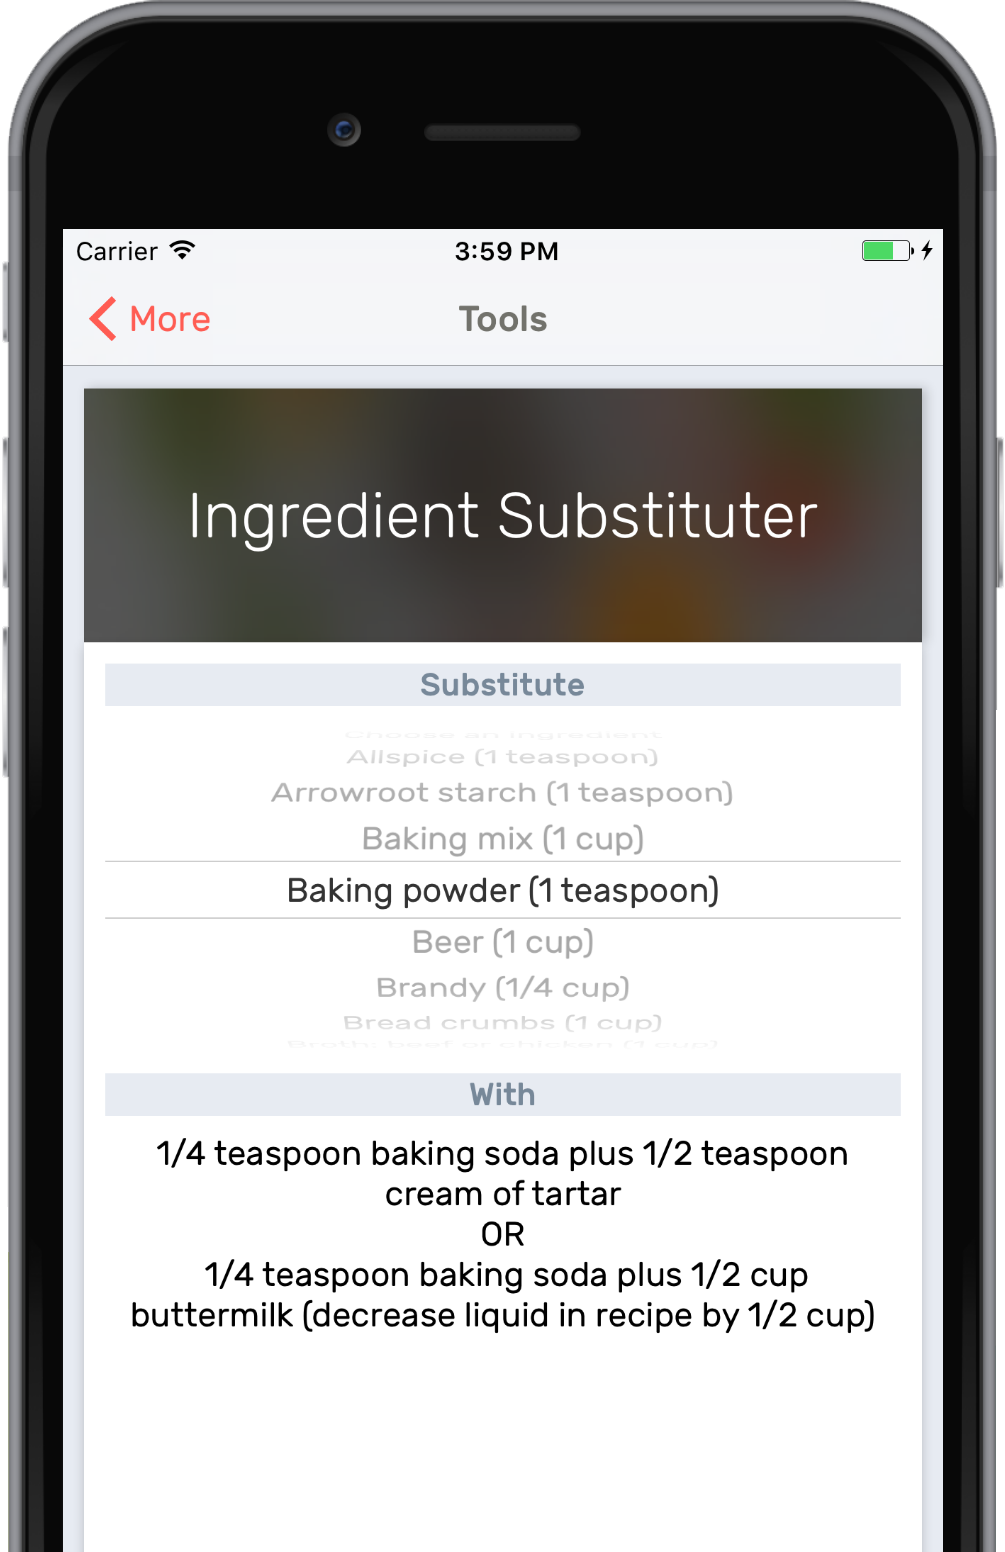 Carrier
3:59 PM
More
Tools
Ingredient Substituter
Substitute
Choose an ingredient
Allspice (1 teaspoon)
Arrowroot starch (1 teaspoon)
Baking mix (1 cup)
Baking powder (1 teaspoon)
Beer (1 cup)
Brandy (1/4 cup)
Bread crumbs (1 cup)
Broth: beef or chicken (1 cup)
With
1/4 teaspoon baking soda plus 1/2 teaspoon
cream of tartar
OR
1/4 teaspoon baking soda plus 1/2 cup
buttermilk (decrease liquid in recipe by 1/2 cup)